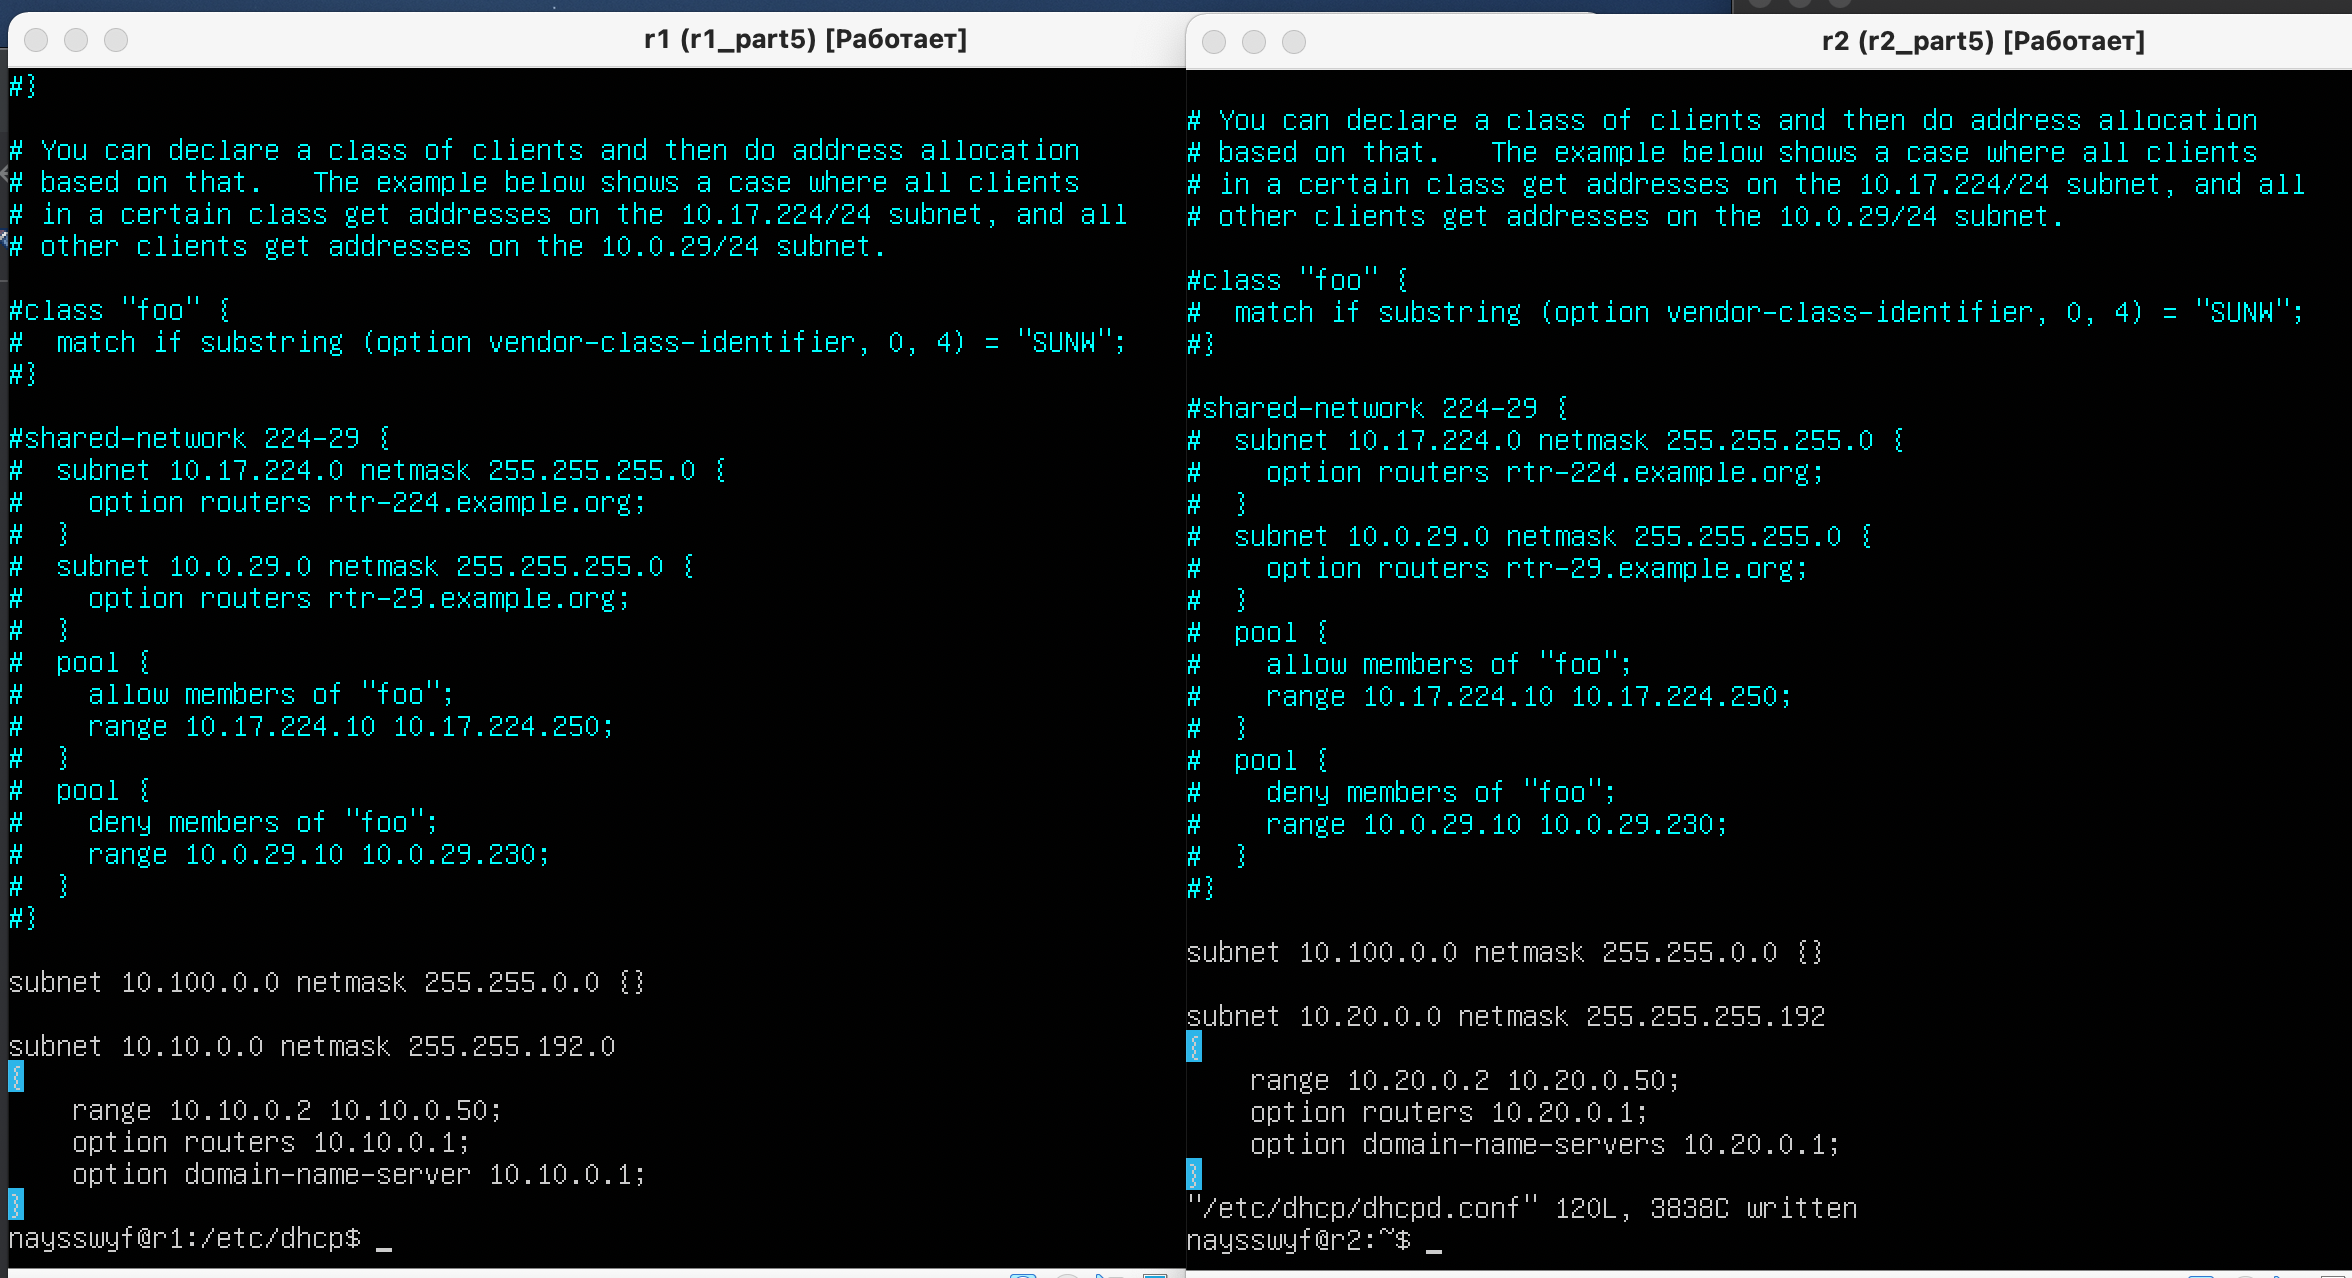 r1 (r1_part5) [Работает]
#}
# You can declare a class of clients and then do address allocation
# based on that.   The example below shows a case where all clients
# in a certain class get addresses on the 10.17.224/24 subnet, and all
# other clients get addresses on the 10.0.29/24 subnet.
#class "foo" {
#  match if substring (option vendor-class-identifier, 0, 4) = "SUNW";
#}
#shared-network 224-29 {
#  subnet 10.17.224.0 netmask 255.255.255.0 {
#    option routers rtr-224.example.org;
#  }
#  subnet 10.0.29.0 netmask 255.255.255.0 {
#    option routers rtr-29.example.org;
#  }
#  pool {
#    allow members of "foo";
#    range 10.17.224.10 10.17.224.250;
#  }
#  pool {
#    deny members of "foo";
#    range 10.0.29.10 10.0.29.230;
#  }
#}
subnet 10.100.0.0 netmask 255.255.0.0 {}
subnet 10.10.0.0 netmask 255.255.192.0
{
    range 10.10.0.2 10.10.0.50;
    option routers 10.10.0.1;
    option domain-name-server 10.10.0.1;
}
naysswyf@r1:/etc/dhcp$ _
r2 (r2_part5) [Работает]
# You can declare a class of clients and then do address allocation
# based on that.   The example below shows a case where all clients
# in a certain class get addresses on the 10.17.224/24 subnet, and all
# other clients get addresses on the 10.0.29/24 subnet.
#class "foo" {
#  match if substring (option vendor-class-identifier, 0, 4) = "SUNW";
#}
#shared-network 224-29 {
#  subnet 10.17.224.0 netmask 255.255.255.0 {
#    option routers rtr-224.example.org;
#  }
#  subnet 10.0.29.0 netmask 255.255.255.0 {
#    option routers rtr-29.example.org;
#  }
#  pool {
#    allow members of "foo";
#    range 10.17.224.10 10.17.224.250;
#  }
#  pool {
#    deny members of "foo";
#    range 10.0.29.10 10.0.29.230;
#  }
#}
subnet 10.100.0.0 netmask 255.255.0.0 {}
subnet 10.20.0.0 netmask 255.255.255.192
{
    range 10.20.0.2 10.20.0.50;
    option routers 10.20.0.1;
    option domain-name-servers 10.20.0.1;
}
"/etc/dhcp/dhcpd.conf" 120L, 3838C written
naysswyf@r2:~$ _